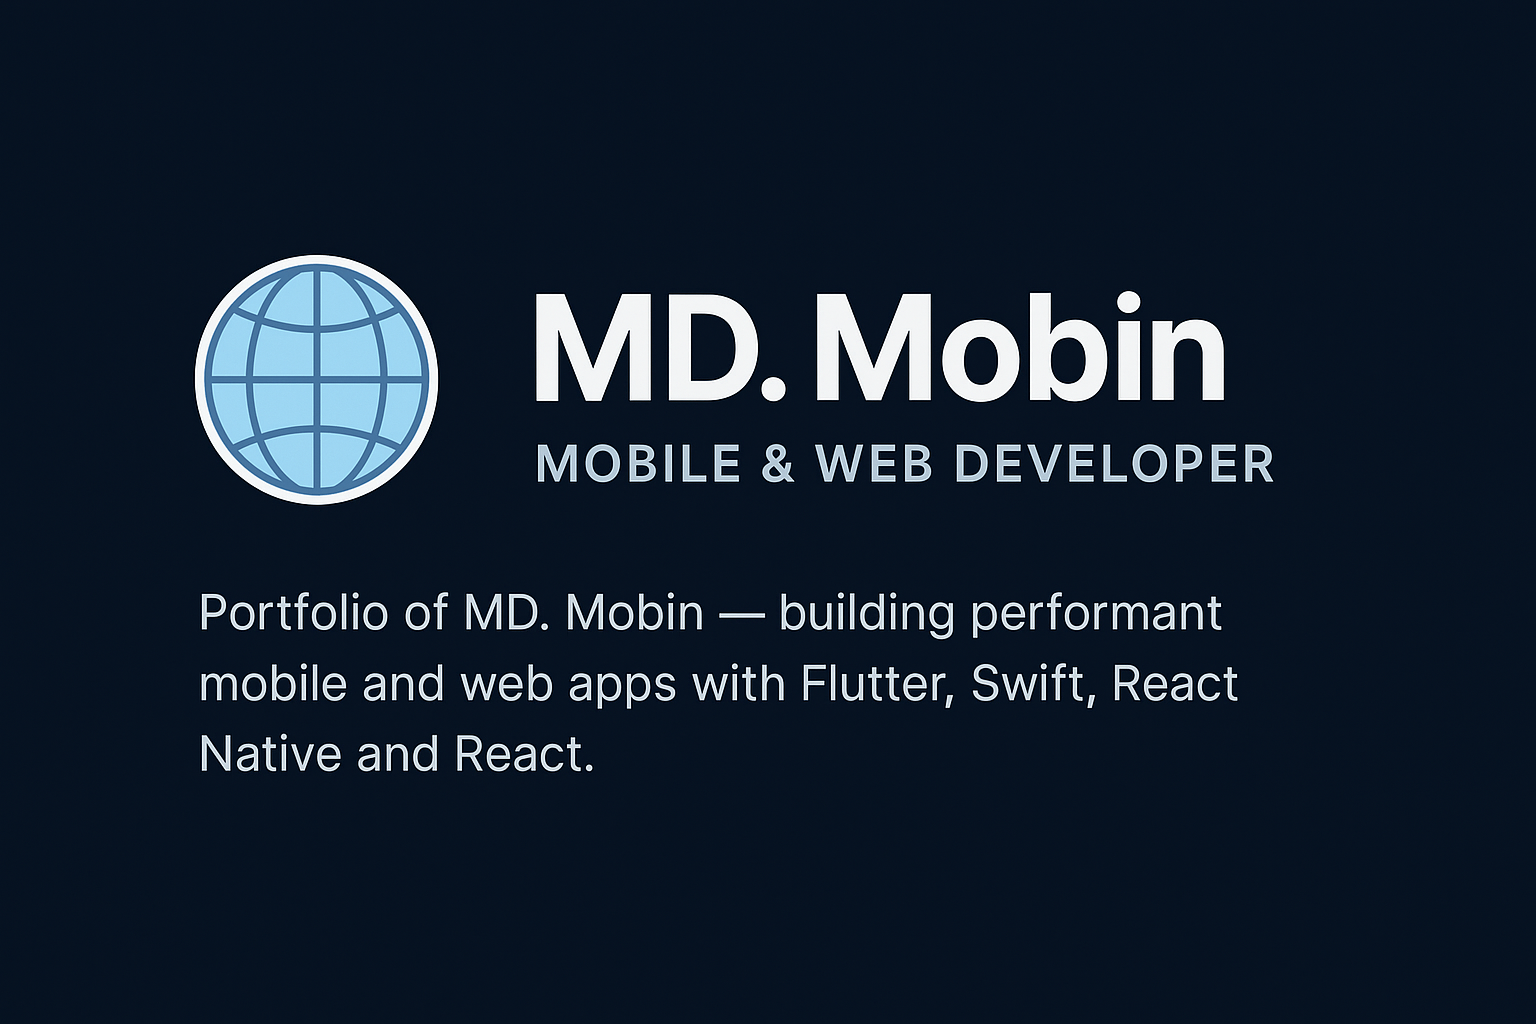 MD. Mobin
MOBILE & WEB DEVELOPER
Portfolio of MD. Mobin — building performant
mobile and web apps with Flutter, Swift, React
Native and React.